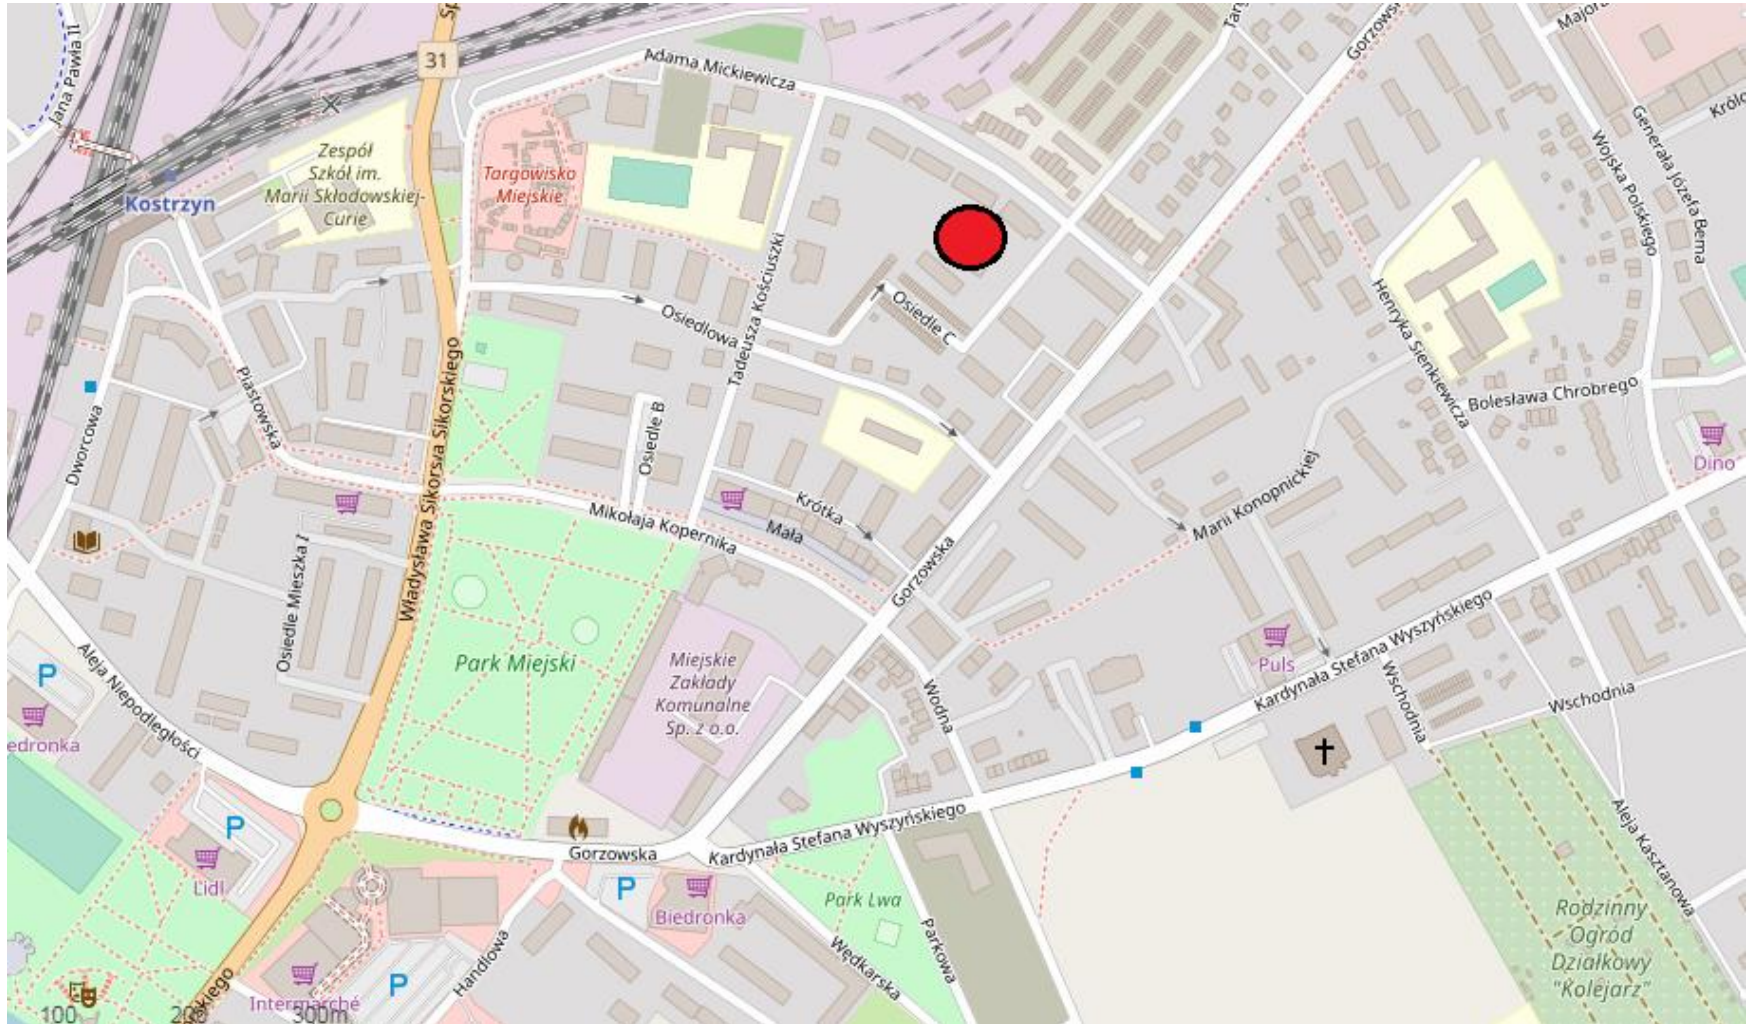 31
Adama Mickiewicza
Gorzowska
Jana Pawła II
Zespół
Szkół im.
Marii Skłodowskiej-
Curie
Targowisko
Miejskie
Kostrzyn
Tadeusza Kościuszki
Osiedlowa
Osiedle C
Wojska Polskiego
Generała Józefa Bema
Henryka Sienkiewicza
Bolesława Chrobrego
Dino
Dworcowa
Piastowska
Władysława Sikorskiego
Osiedle B
Mikołaja Kopernika
Krótka
Mała
Gorzowska
Marii Konopnickiej
Osiedle Mieszka I
Park Miejski
Miejskie
Zakłady
Komunalne
Sp. z o.o.
Puls
Kardynała Stefana Wyszyńskiego
Wschodnia
Wschodnia
Wodna
Aleja Niepodległości
P
edronka
P
Lidl
Gorzowska
Kardynała Stefana Wyszyńskiego
P
Biedronka
Park Lwa
Parkowa
Wędkarska
Handlowa
P
Intermarché
Aleja Kasztanowa
Rodzinny
Ogród
Działkowy
"Kolejarz"
100
300m